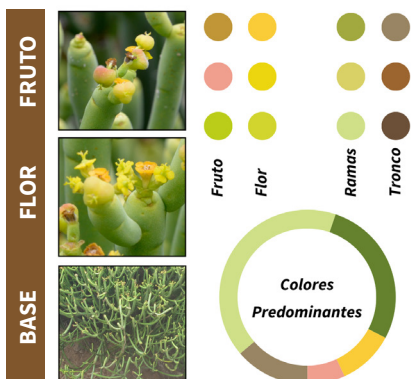 FRUTO
FLOR
BASE
Fruto
Flor
Ramas
Tronco
Colores
Predominantes